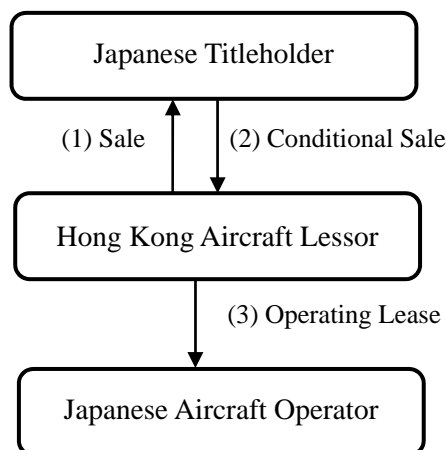 Japanese Titleholder
(1) Sale
(2) Conditional Sale
Hong Kong Aircraft Lessor
(3) Operating Lease
Japanese Aircraft Operator